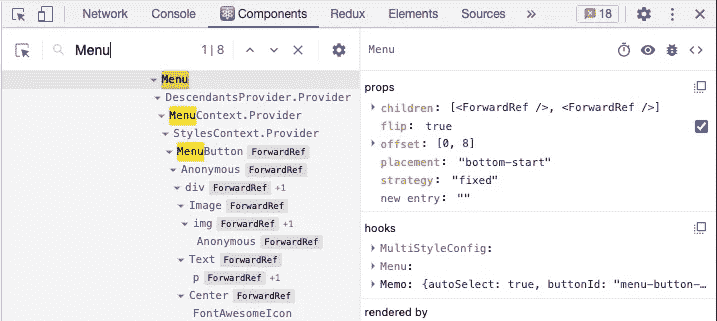 Network Console Components Redux Elements Sources » 18
Menu 1 | 8
Menu
DescendantsProvider.Provider
MenuContext.Provider
StylesContext.Provider
MenuButton ForwardRef
Anonymous ForwardRef
div ForwardRef +1
Image ForwardRef
img ForwardRef +1
Anonymous ForwardRef
Text ForwardRef
p ForwardRef +1
Center ForwardRef
FontAwesomeIcon
Menu
props
children: [<ForwardRef />, <ForwardRef />]
flip: true
offset: [0, 8]
placement: "bottom-start"
strategy: "fixed"
new entry: ""
hooks
MultiStyleConfig:
Menu:
Memo: {autoSelect: true, buttonId: "menu-button-…
rendered by